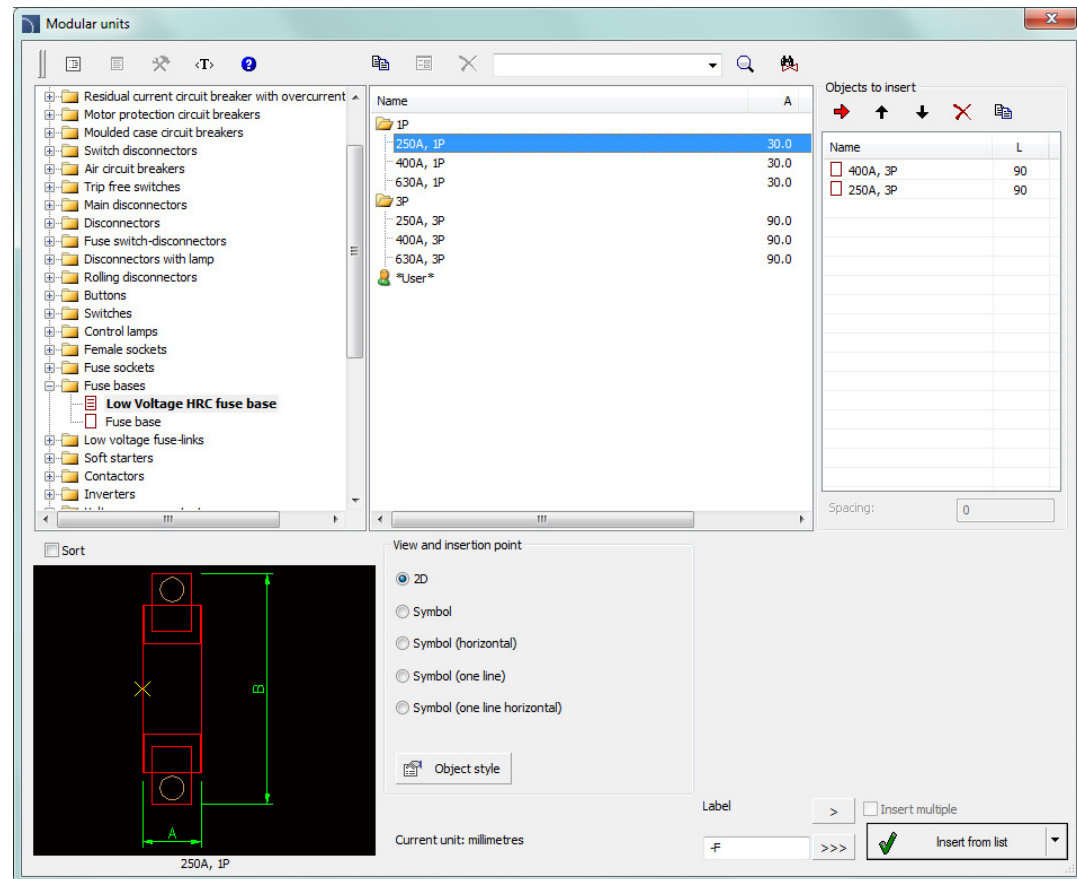 Modular units
<T>
Residual current circuit breaker with overcurrent
Motor protection circuit breakers
Moulded case circuit breakers
Switch disconnectors
Air circuit breakers
Trip free switches
Main disconnectors
Disconnectors
Fuse switch-disconnectors
Disconnectors with lamp
Rolling disconnectors
Buttons
Switches
Control lamps
Female sockets
Fuse sockets
Fuse bases
Low Voltage HRC fuse base
Fuse base
Low voltage fuse-links
Soft starters
Contactors
Inverters
Name A
1P
250A, 1P 30.0
400A, 1P 30.0
630A, 1P 30.0
3P
250A, 3P 90.0
400A, 3P 90.0
630A, 3P 90.0
*User*
Objects to insert
Name L
400A, 3P 90
250A, 3P 90
Spacing: 0
Sort
B
A
250A, 1P
View and insertion point
2D
Symbol
Symbol (horizontal)
Symbol (one line)
Symbol (one line horizontal)
Object style
Current unit: millimetres
Label
-F
>
>>>
Insert multiple
Insert from list